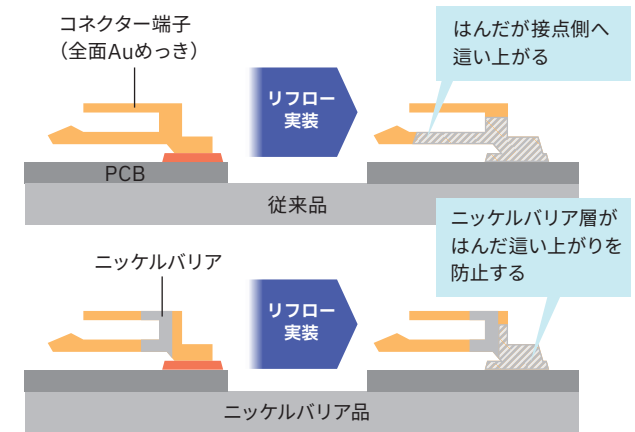 コネクター端子
（全面Auめっき）
はんだが接点側へ
這い上がる
リフロー
実装
PCB
従来品
ニッケルバリア層が
はんだ這い上がりを
防止する
ニッケルバリア
リフロー
実装
ニッケルバリア品